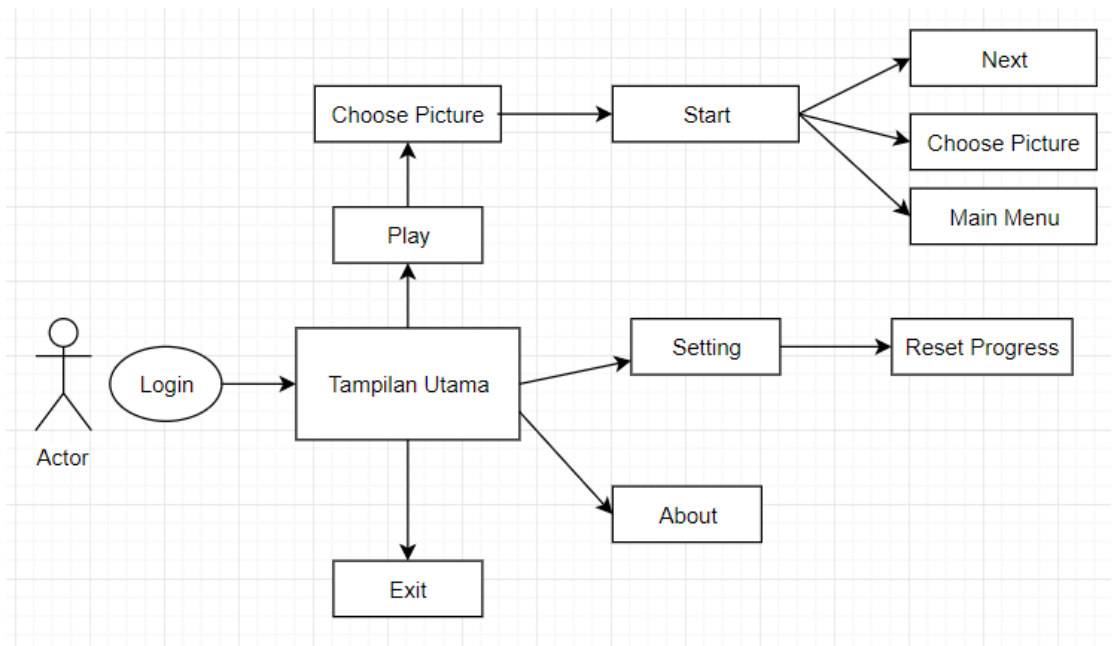 Next
Choose Picture
Start
Choose Picture
Main Menu
Play
Setting
Reset Progress
Login
Tampilan Utama
Actor
About
Exit